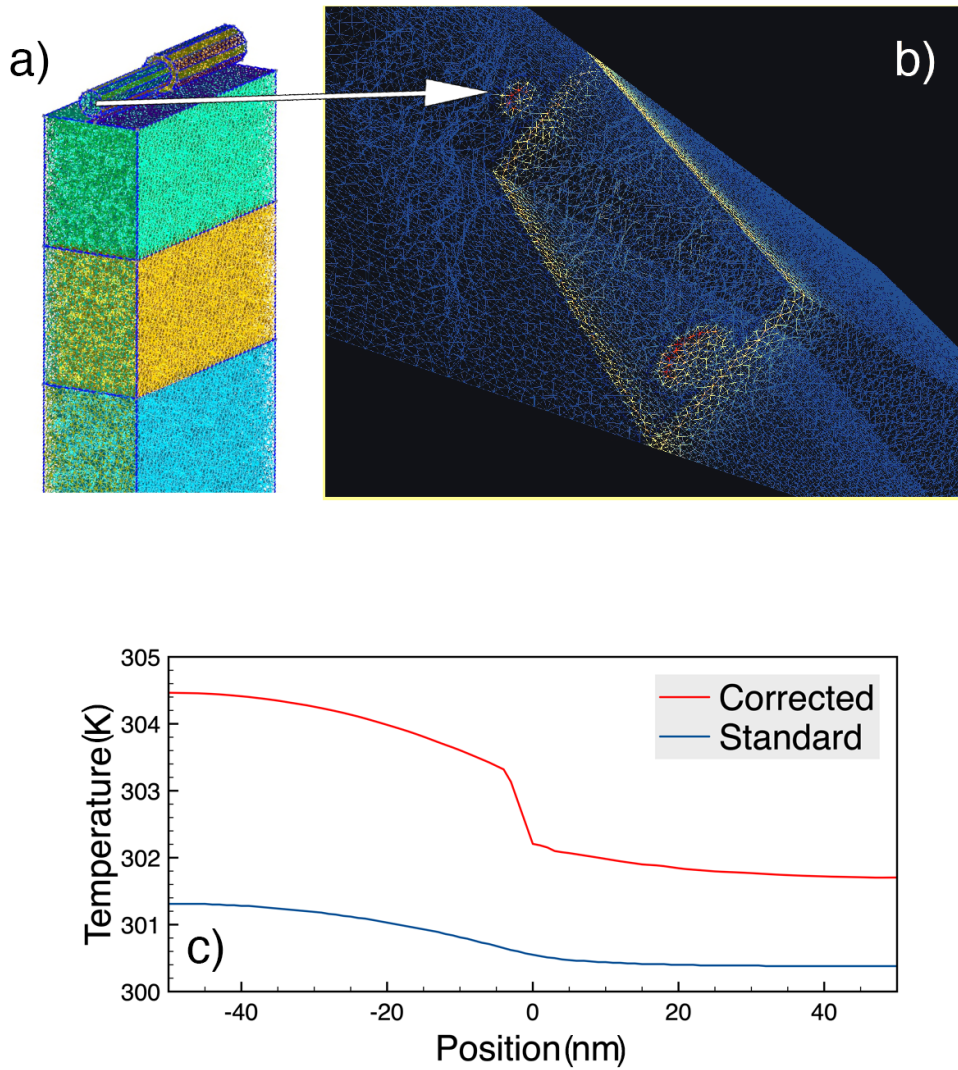 a)
b)
305
304
303
302
301
300
Temperature(K)
Corrected
Standard
c)
-40
-20
0
20
40
Position(nm)